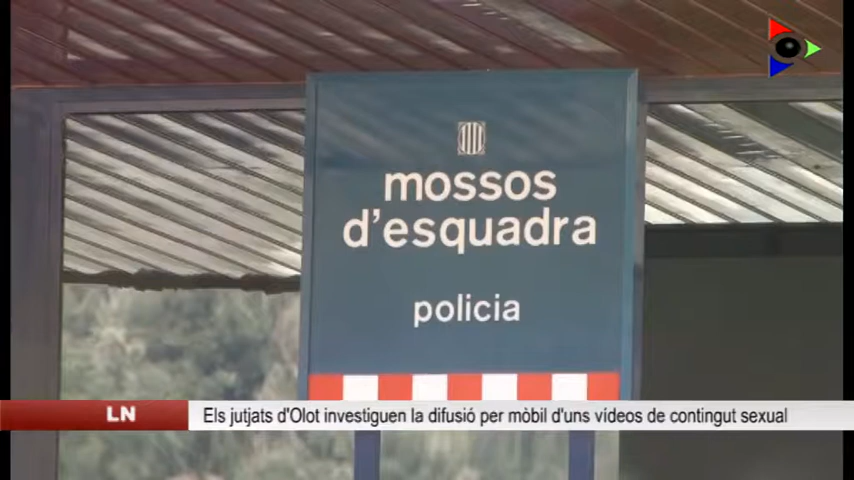 mossos
d'esquadra
policia
LN Els jutjats d'Olot investiguen la difusió per mòbil d'uns vídeos de contingut sexual